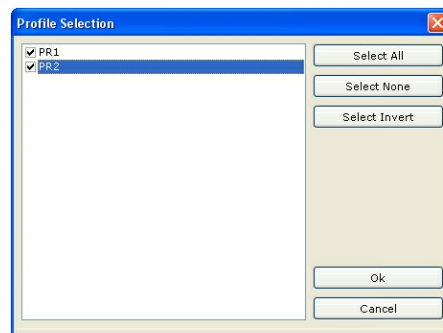 Profile Selection
PR1
PR2
Select All
Select None
Select Invert
Ok
Cancel